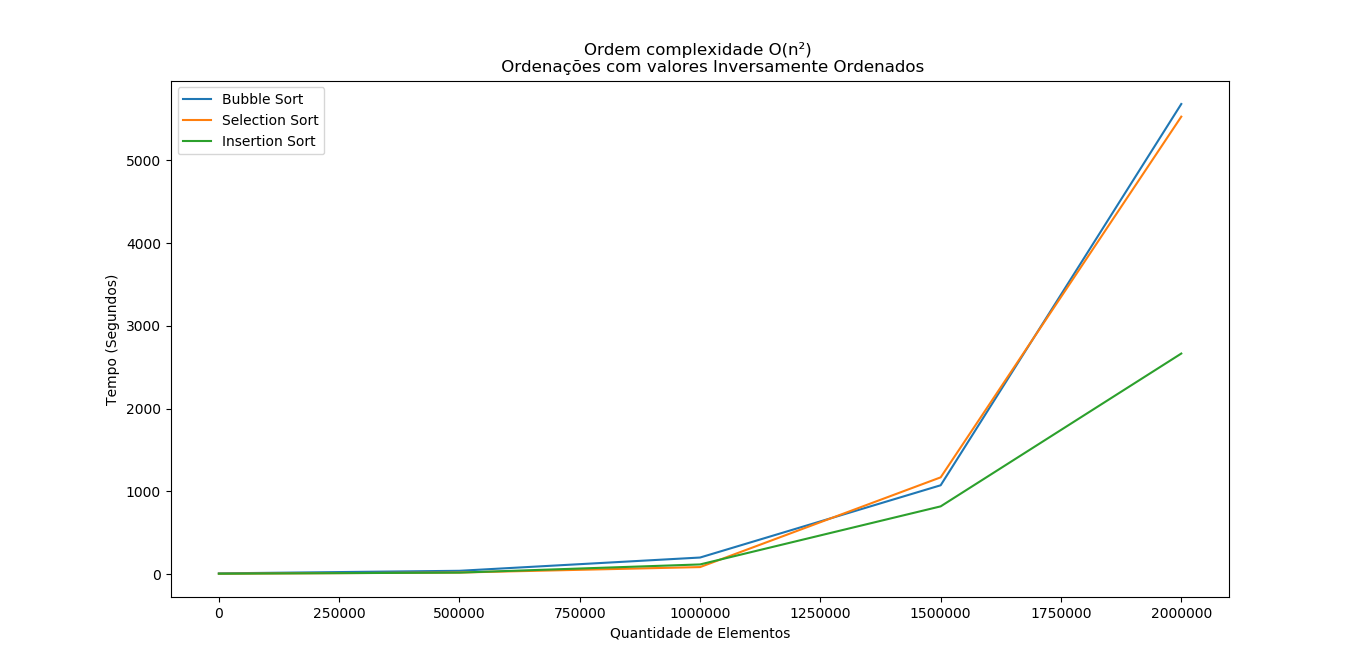 Ordem complexidade O(n²)
Ordenações com valores Inversamente Ordenados
Bubble Sort
Selection Sort
Insertion Sort
Tempo (Segundos)
5000
4000
3000
2000
1000
0
0 250000 500000 750000 1000000 1250000 1500000 1750000 2000000
Quantidade de Elementos